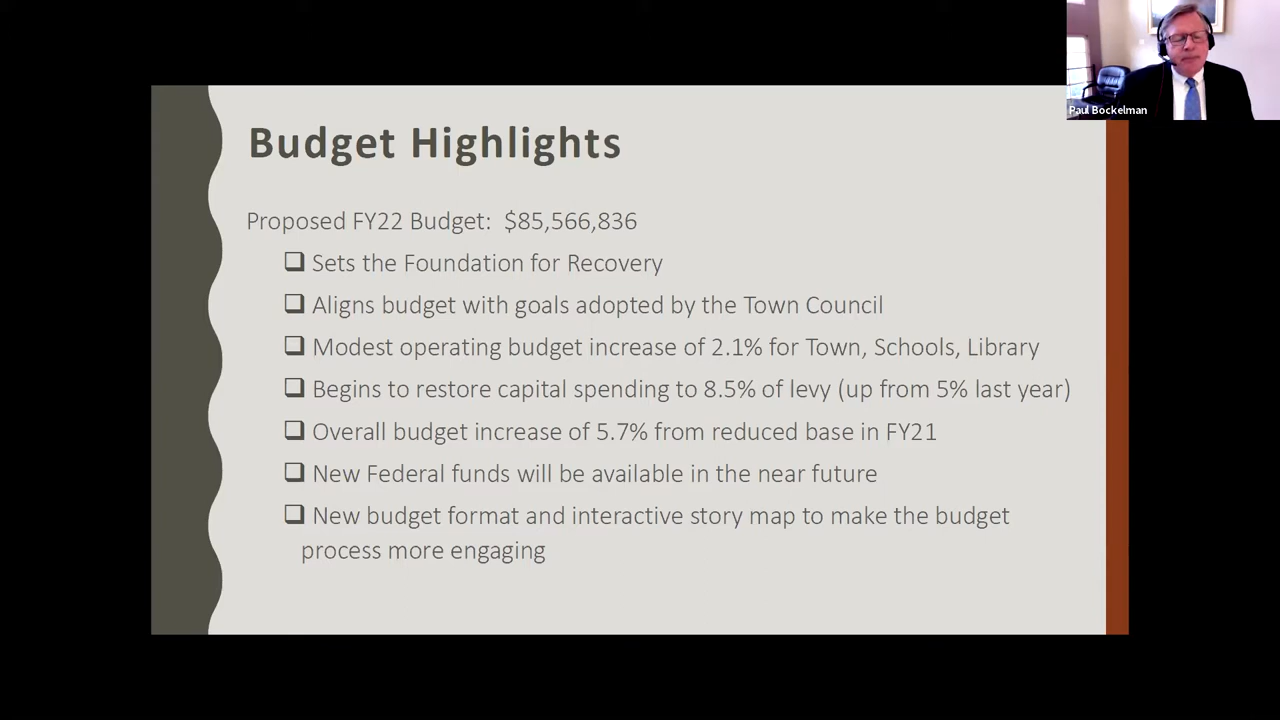 Paul Bockelman
Budget Highlights
Proposed FY22 Budget: $85,566,836
❑ Sets the Foundation for Recovery
❑ Aligns budget with goals adopted by the Town Council
❑ Modest operating budget increase of 2.1% for Town, Schools, Library
❑ Begins to restore capital spending to 8.5% of levy (up from 5% last year)
❑ Overall budget increase of 5.7% from reduced base in FY21
❑ New Federal funds will be available in the near future
❑ New budget format and interactive story map to make the budget
process more engaging